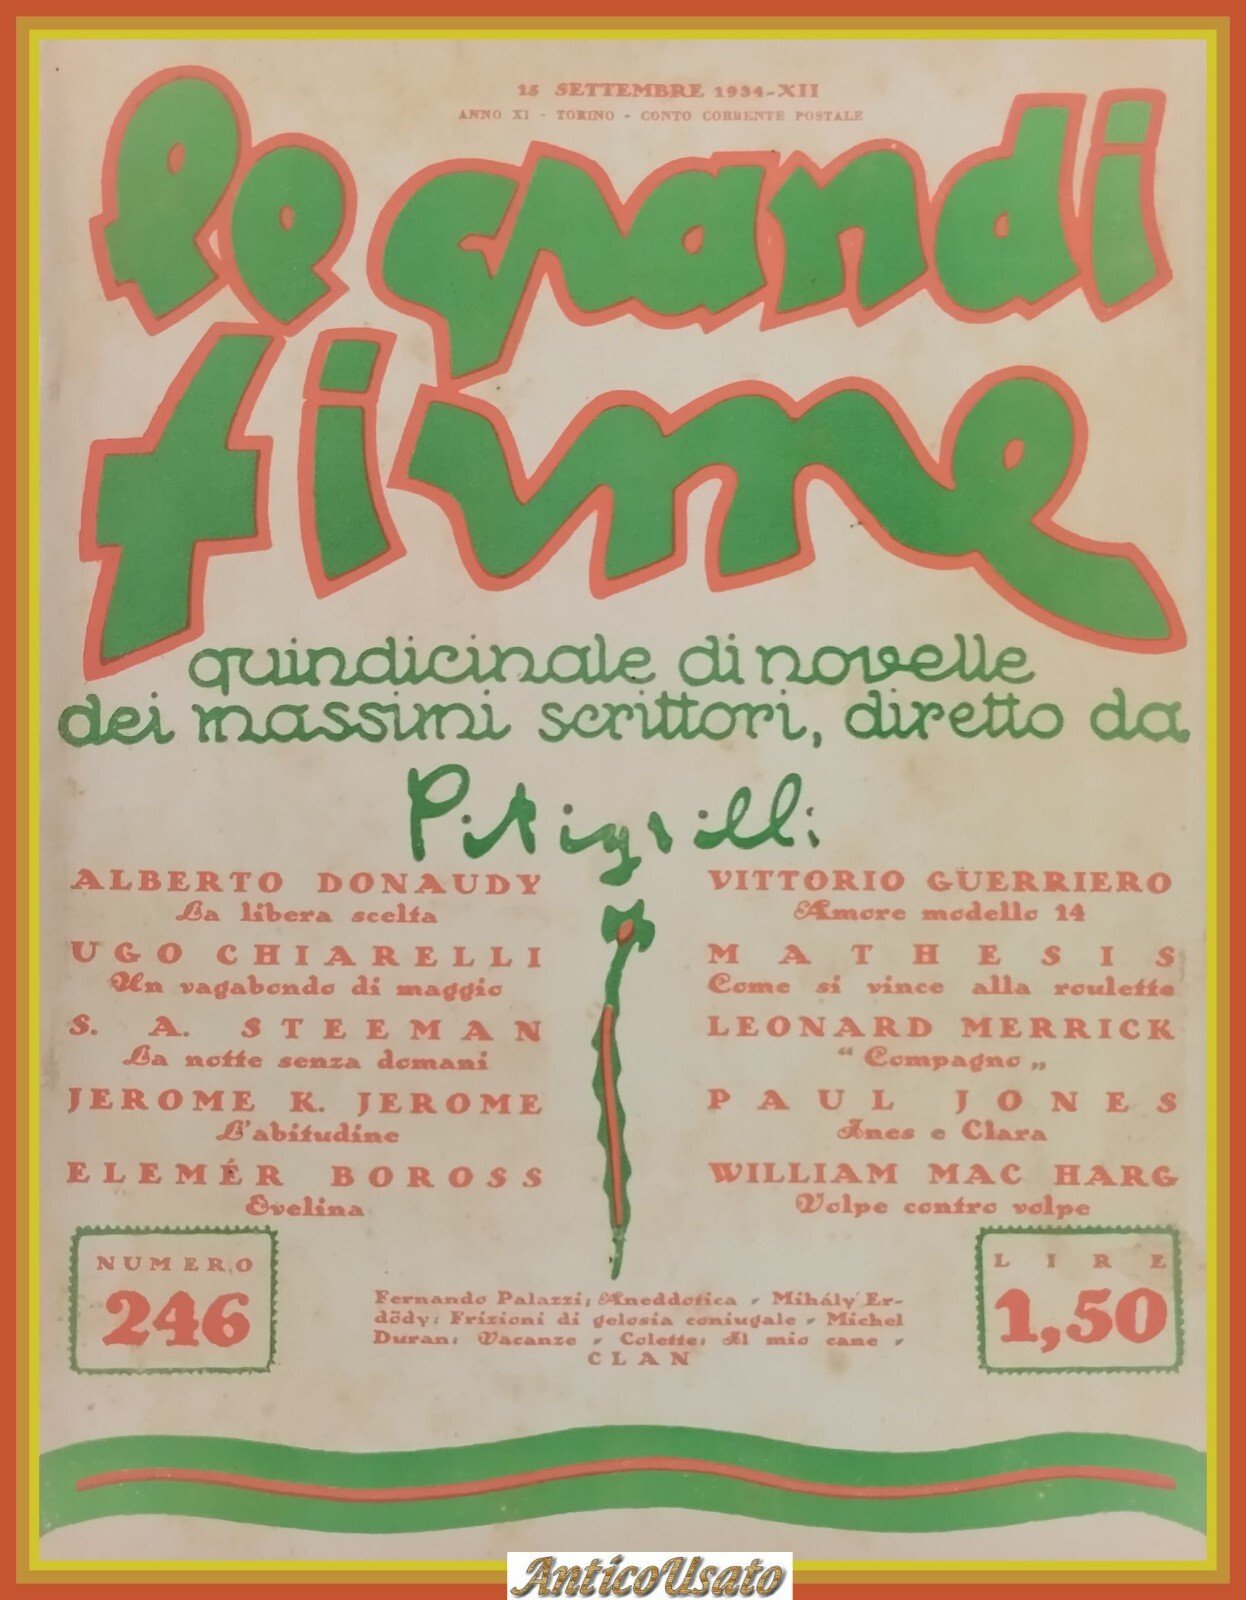 15 SETTEMBRE 1934-XII
ANNO XI - TORINO - CONTO CORRENTE POSTALE
le grandi
firme
quindicinale di novelle
dei massimi scrittori, diretto da
Pitigrilli
ALBERTO DONAUDY
La libera scelta
UGO CHIARELLI
Un vagabondo di maggio
S. A. STEEMAN
La notte senza domani
JEROME K. JEROME
L'abitudine
ELEMÉR BOROSS
Evelina
VITTORIO GUERRIERO
Amore modello 14
MATHESIS
Come si vince alla roulette
LEONARD MERRICK
“ Compagno „
PAUL JONES
Ines e Clara
WILLIAM MAC HARG
Volpe contro volpe
NUMERO
246
Fernando Palazzi: Aneddotica - Mihály Er-
dödy: Frizioni di gelosia coniugale - Michel
Duran: Vacanze - Colette: Il mio cane -
CLAN
LIRE
1,50
AnticoUsato